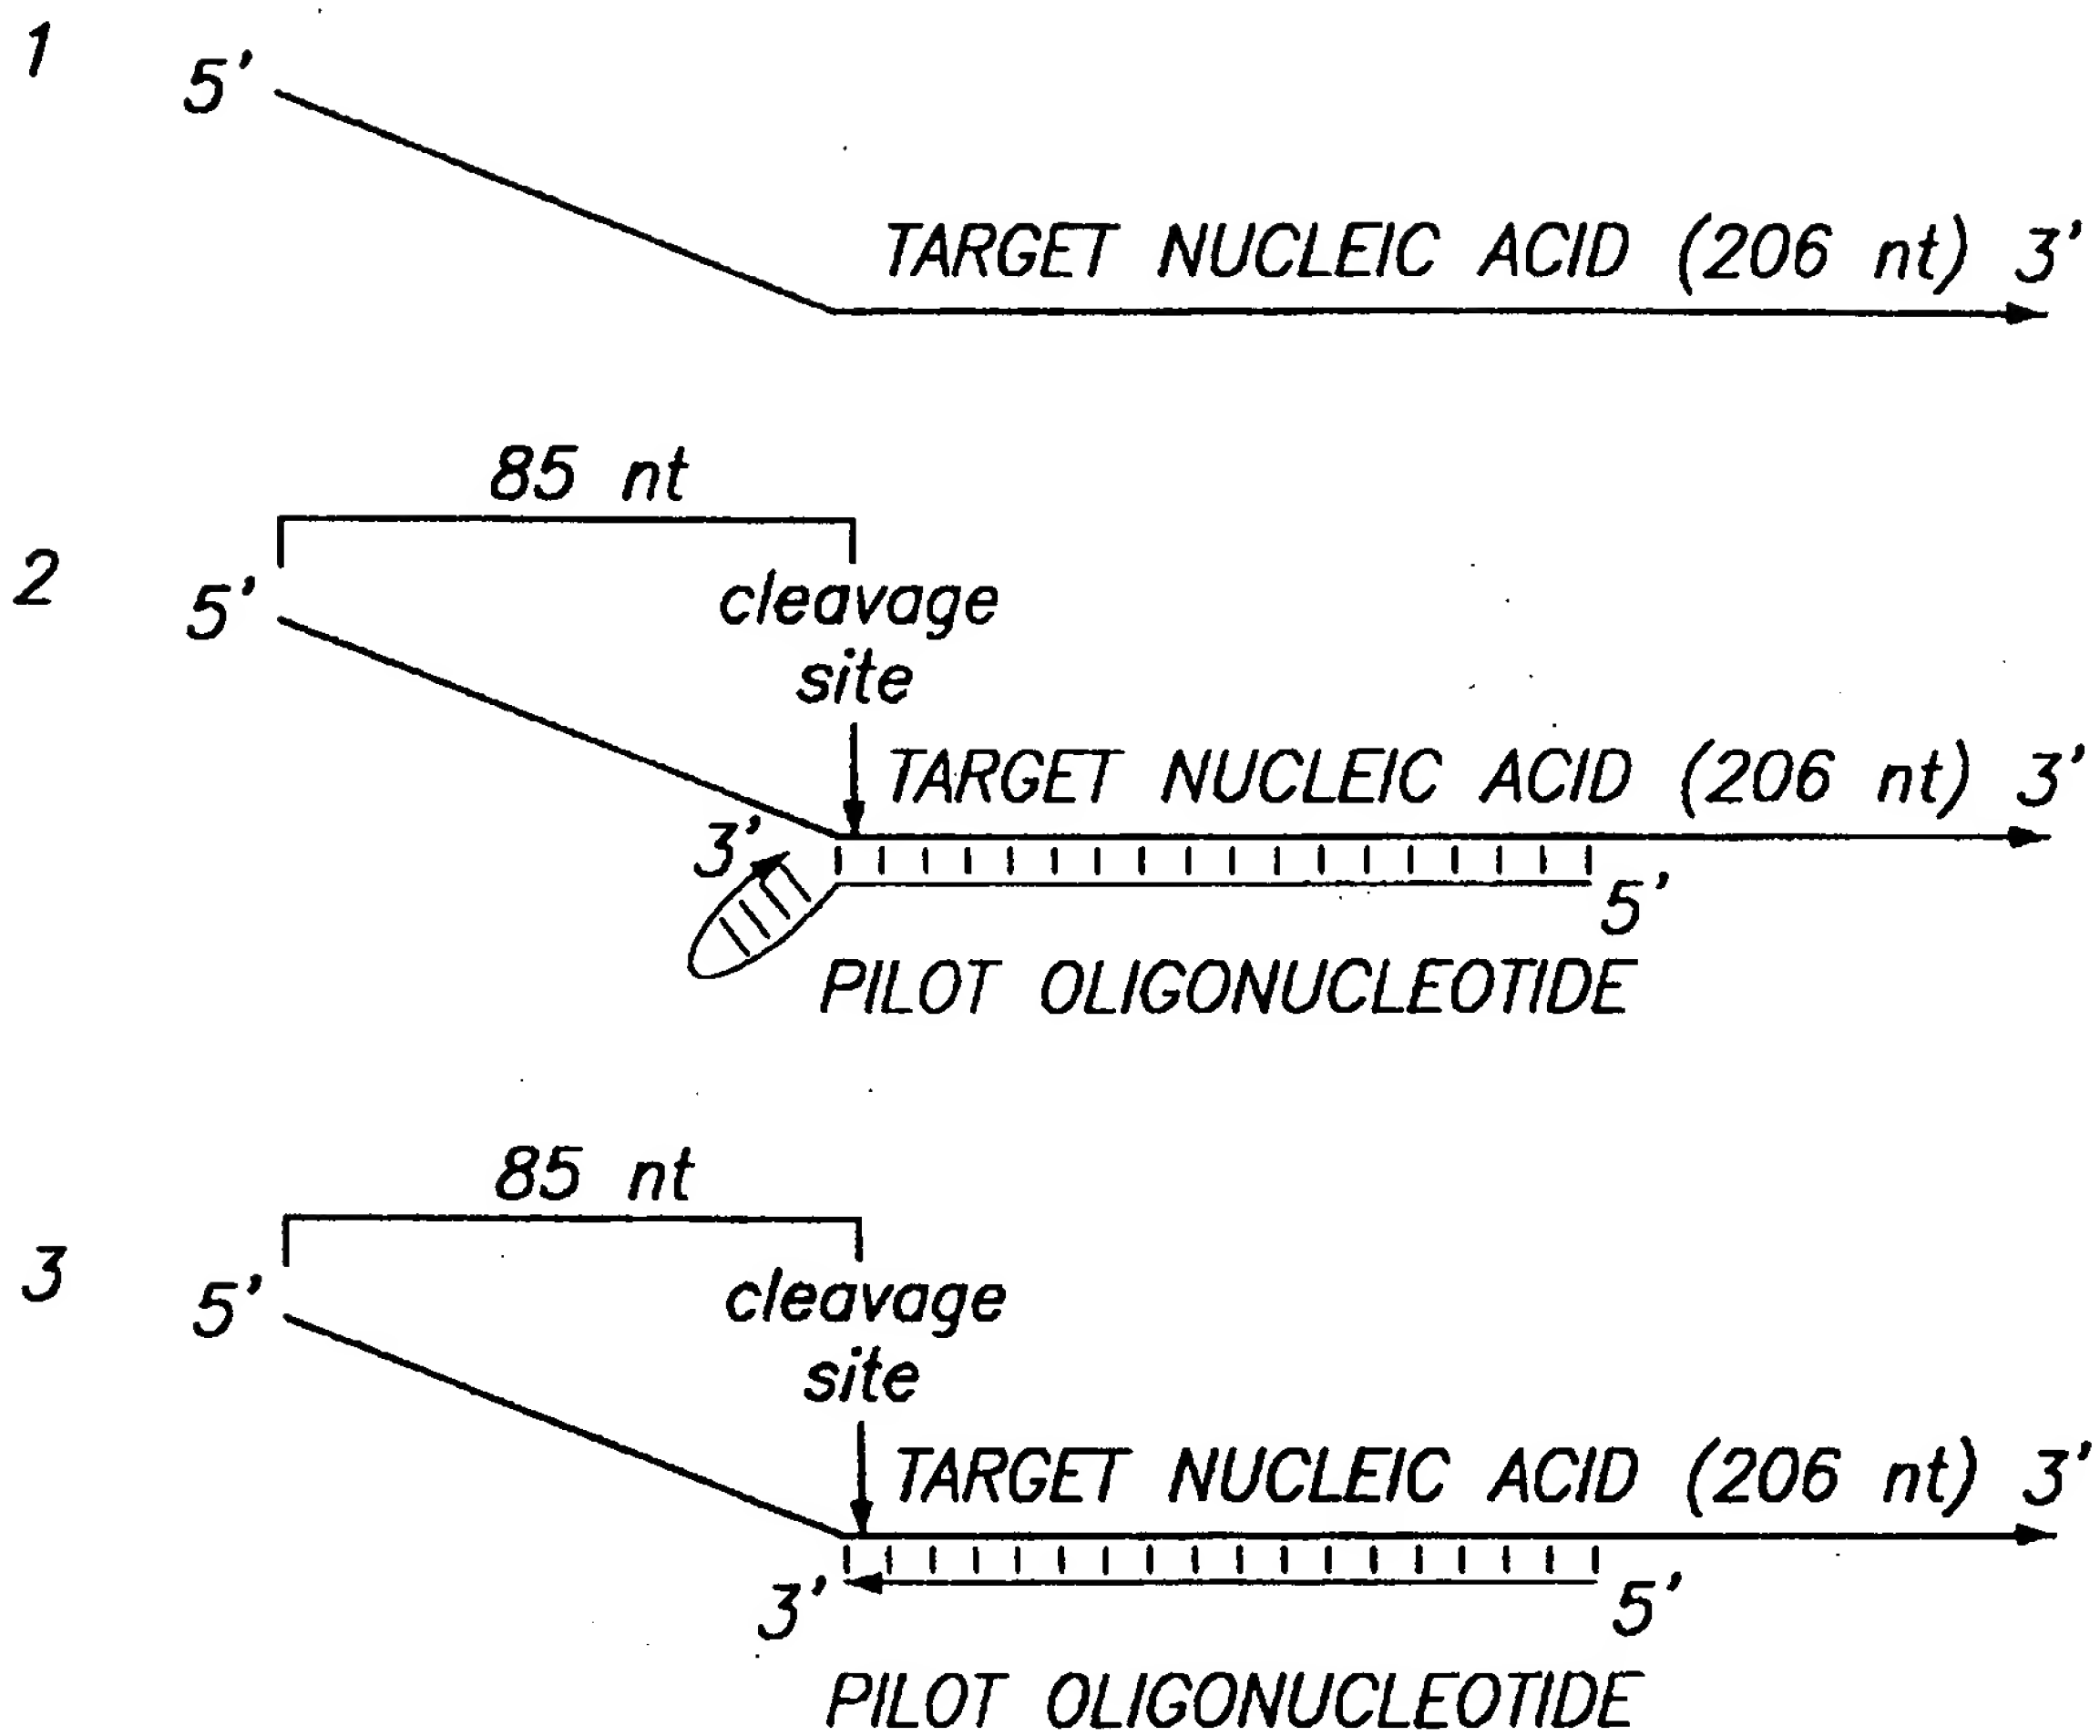 1
5'
TARGET NUCLEIC ACID (206 nt) 3'
85 nt
2
5'
cleavage
site
TARGET NUCLEIC ACID (206 nt) 3'
3'
5'
PILOT OLIGONUCLEOTIDE
85 nt
3
5'
cleavage
site
TARGET NUCLEIC ACID (206 nt) 3'
3'
5'
PILOT OLIGONUCLEOTIDE